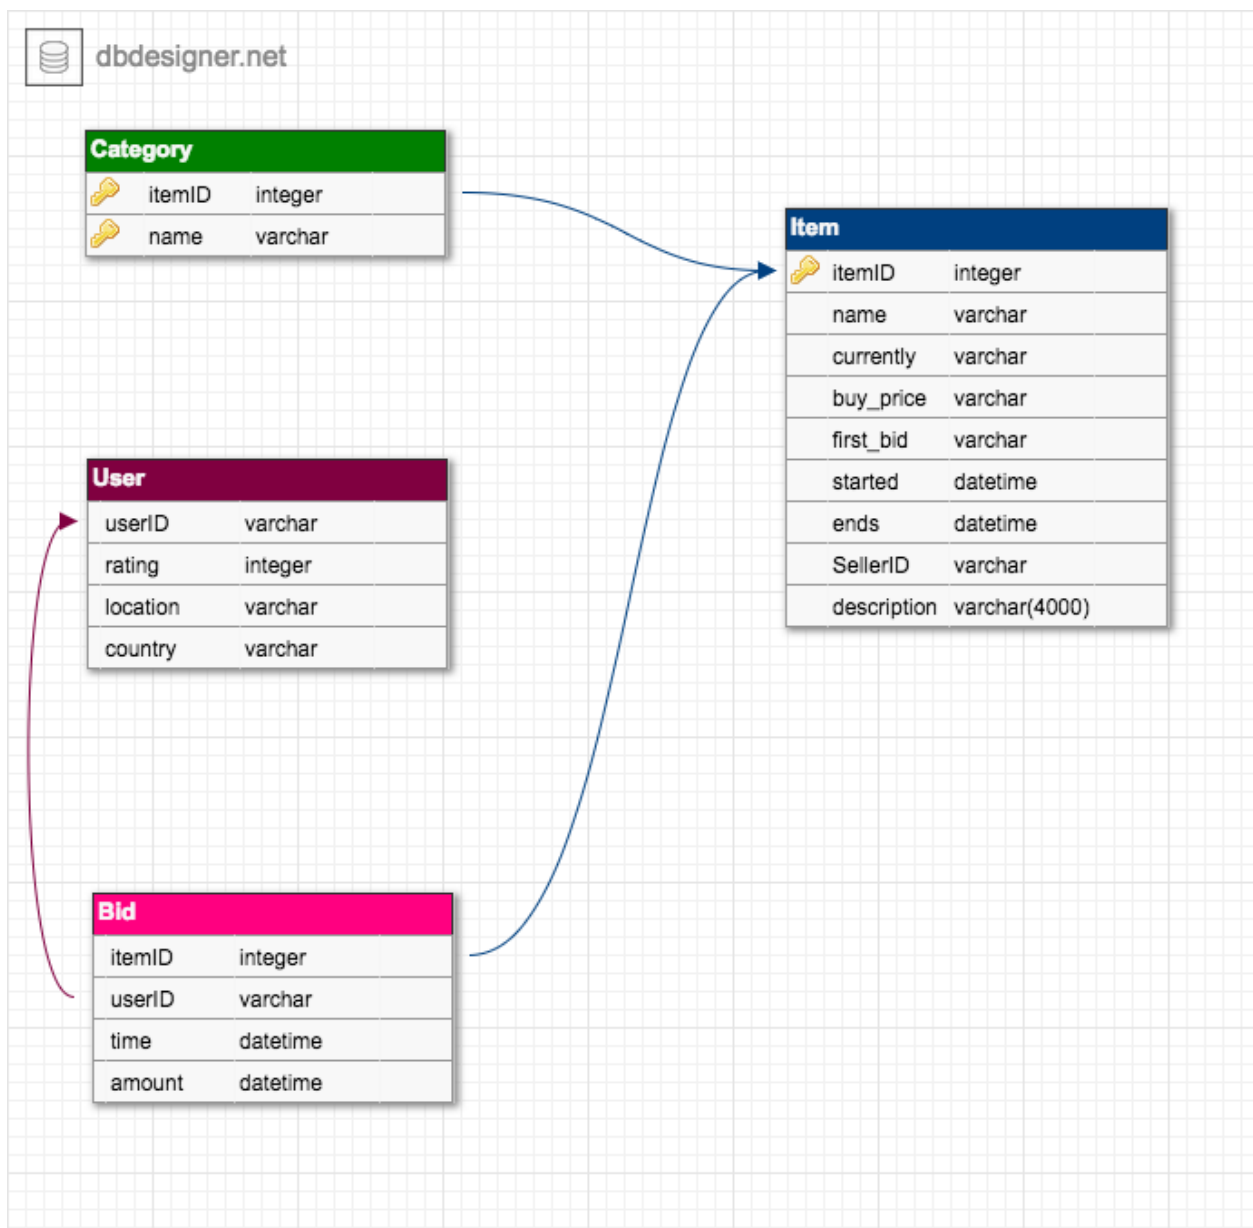 dbdesigner.net
Category
itemID integer
name varchar
Item
itemID integer
name varchar
currently varchar
buy_price varchar
first_bid varchar
started datetime
ends datetime
SellerID varchar
description varchar(4000)
User
userID varchar
rating integer
location varchar
country varchar
Bid
itemID integer
userID varchar
time datetime
amount datetime